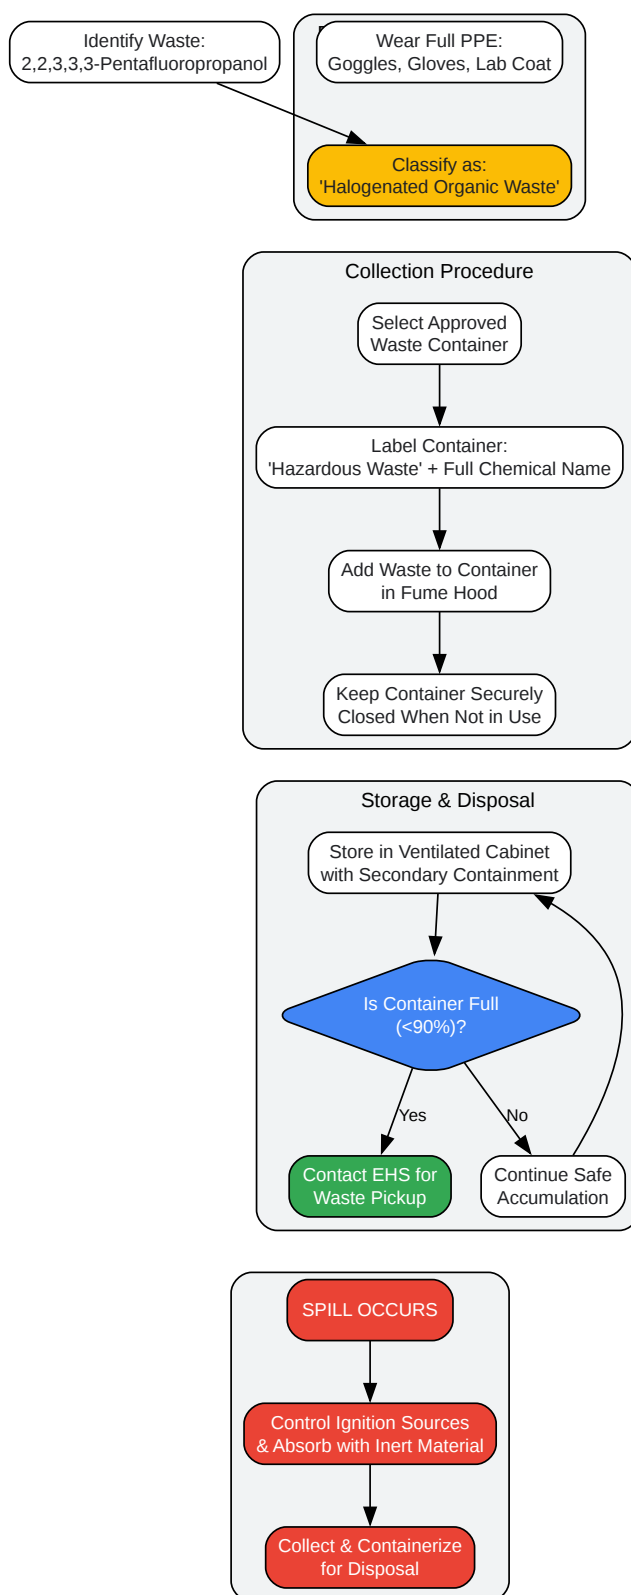 Identify Waste:
2,2,3,3,3-Pentafluoropropanol
Wear Full PPE:
Goggles, Gloves, Lab Coat
Classify as:
'Halogenated Organic Waste'
Collection Procedure
Select Approved
Waste Container
Label Container:
'Hazardous Waste' + Full Chemical Name
Add Waste to Container
in Fume Hood
Keep Container Securely
Closed When Not in Use
Storage & Disposal
Store in Ventilated Cabinet
with Secondary Containment
Is Container Full
(<90%)?
Yes
No
Contact EHS for
Waste Pickup
Continue Safe
Accumulation
SPILL OCCURS
Control Ignition Sources
& Absorb with Inert Material
Collect & Containerize
for Disposal